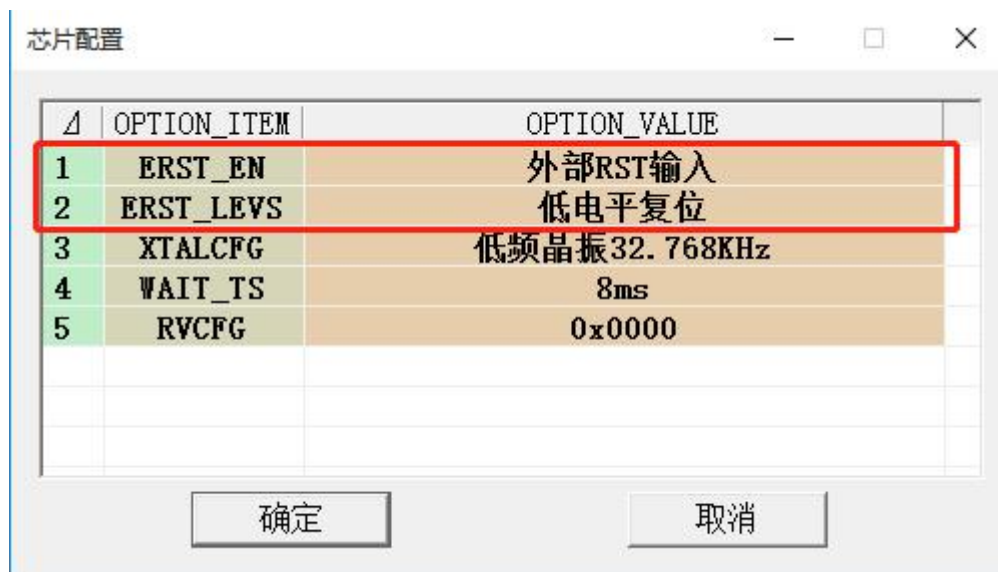 芯片配置
⊿ OPTION_ITEM OPTION_VALUE
1 ERST_EN 外部RST输入
2 ERST_LEVS 低电平复位
3 XTALCFG 低频晶振32.768KHz
4 WAIT_TS 8ms
5 RVCFG 0x0000
确定 取消